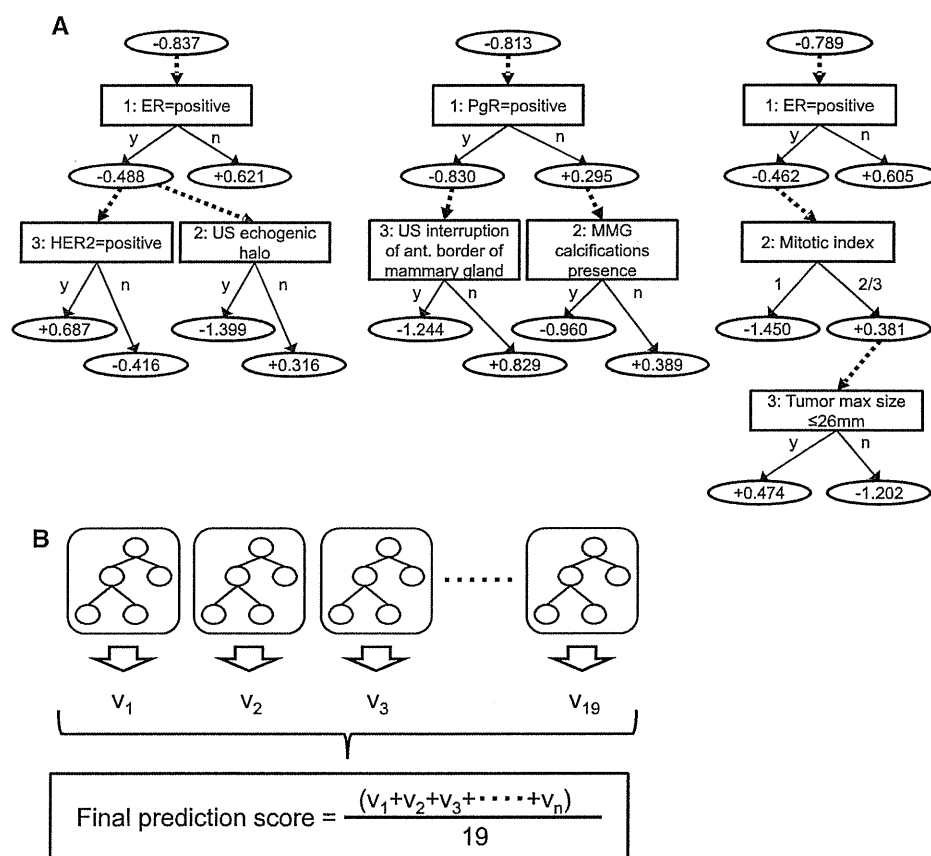 A
-0.837
1: ER=positive
y n
-0.488 +0.621
3: HER2=positive
2: US echogenic
halo
y n
y n
+0.687
-0.416
-1.399
+0.316
-0.813
1: PgR=positive
y n
-0.830 +0.295
3: US interruption
of ant. border of
mammary gland
2: MMG
calcifications
presence
y n
y n
-1.244
+0.829
-0.960
+0.389
-0.789
1: ER=positive
y n
-0.462 +0.605
2: Mitotic index
1 2/3
-1.450 +0.381
3: Tumor max size
≤26mm
y n
+0.474 -1.202
B
v1 v2 v3 v19
Final prediction score = (v1+v2+v3+·····+vn)
19